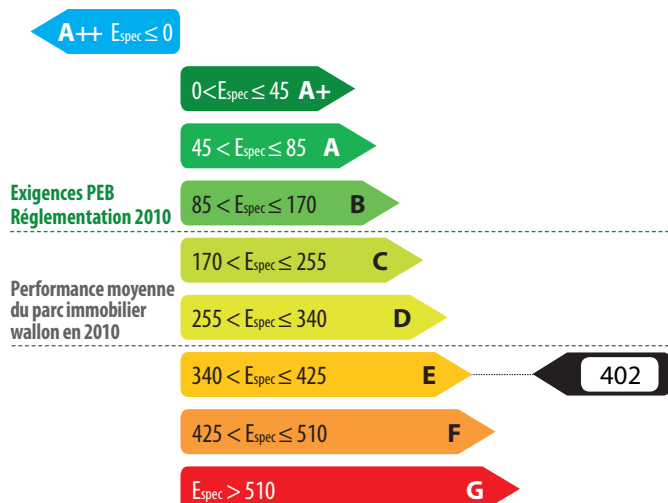 A++ Espec ≤ 0
0<Espec ≤ 45 A+
45 < Espec ≤ 85 A
Exigences PEB
Réglementation 2010
85 < Espec ≤ 170 B
170 < Espec ≤ 255 C
Performance moyenne
du parc immobilier
wallon en 2010
255 < Espec ≤ 340 D
340 < Espec ≤ 425 E
402
425 < Espec ≤ 510 F
Espec > 510 G